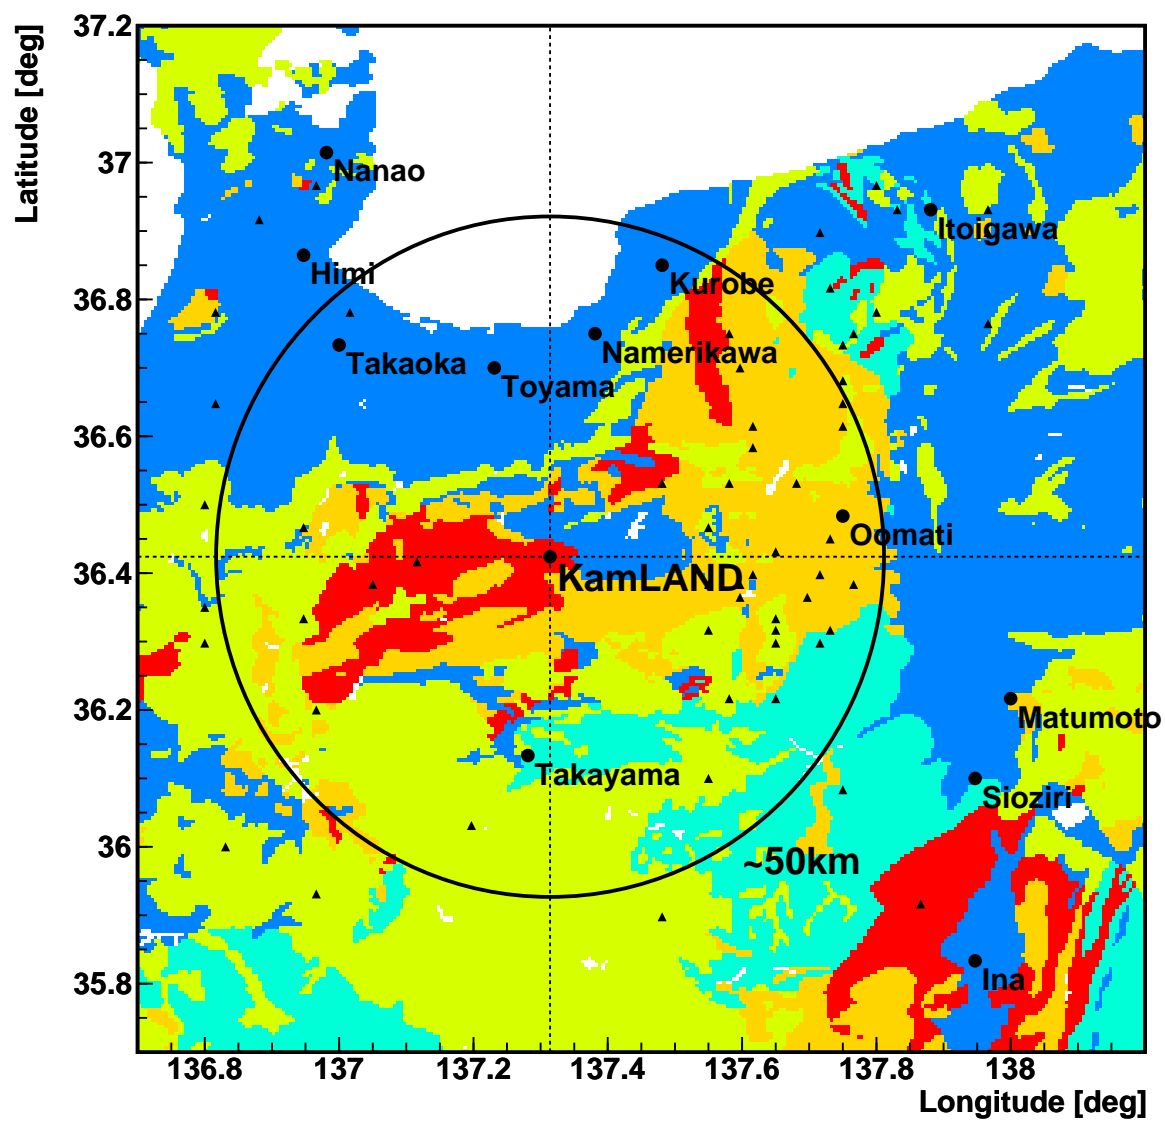 37.2
Latitude [deg]
37
Nanao
Itoigawa
Himi
Kurobe
36.8
Takaoka
Namerikawa
Toyama
36.6
Oomati
36.4
KamLAND
36.2
Matumoto
Takayama
Sioziri
36
~50km
35.8
Ina
136.8
137
137.2
137.4
137.6
137.8
138
Longitude [deg]